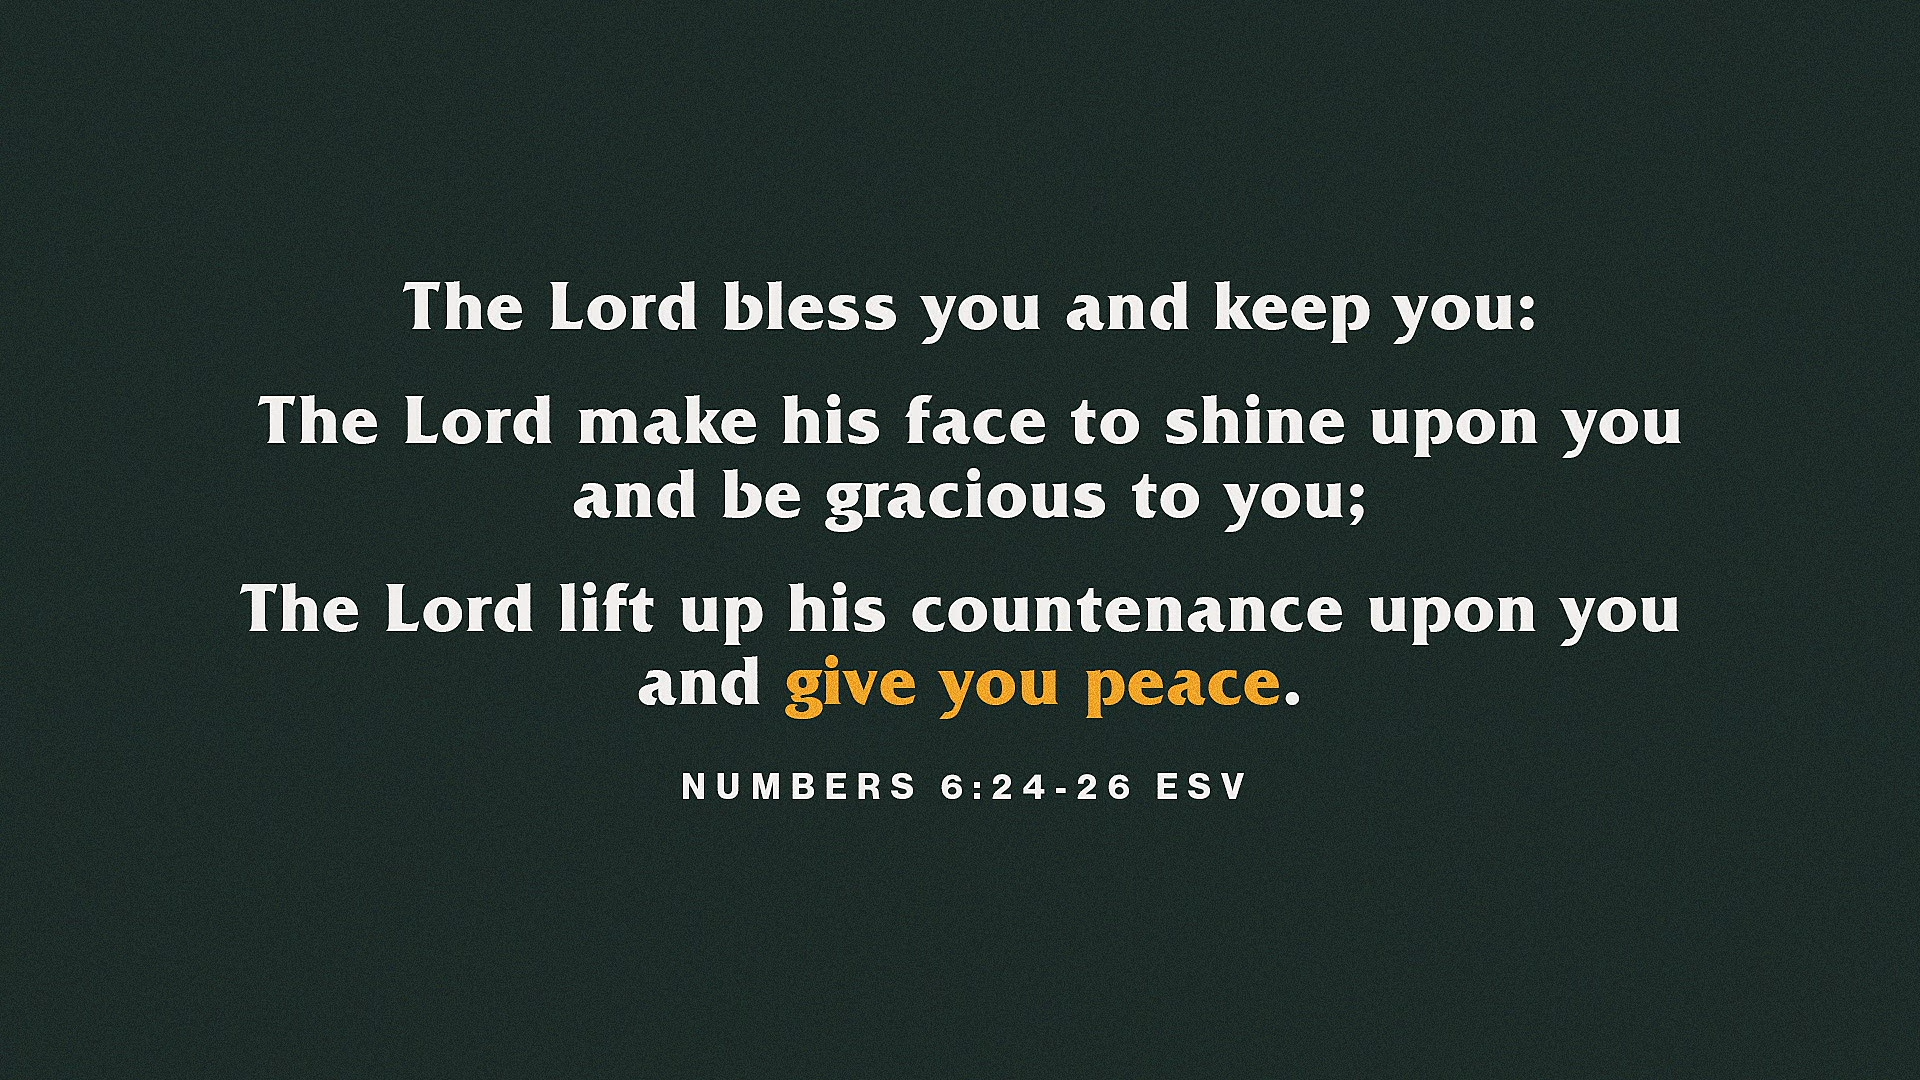 The Lord bless you and keep you:
The Lord make his face to shine upon you
and be gracious to you;
The Lord lift up his countenance upon you
and give you peace.
NUMBERS 6:24-26 ESV